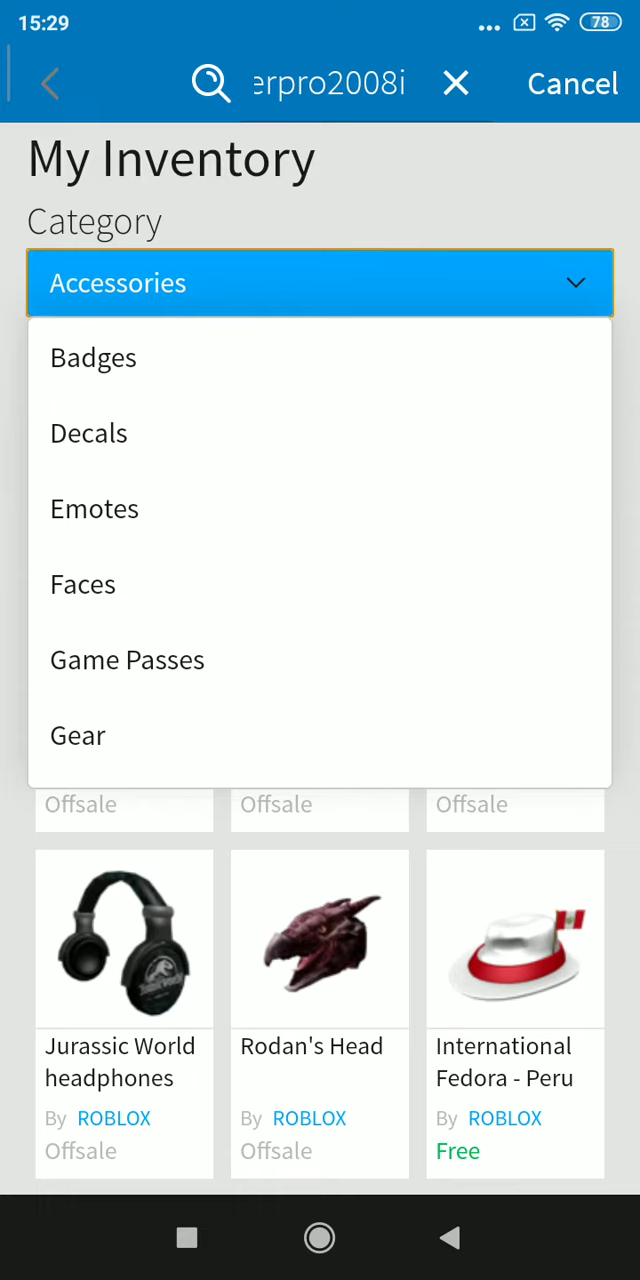 15:29
78
erpro2008i
Cancel
My Inventory
Category
Accessories
Badges
Decals
Emotes
Faces
Game Passes
Gear
Offsale Offsale Offsale
Jurassic World headphones
By ROBLOX
Offsale
Rodan's Head
By ROBLOX
Offsale
International Fedora - Peru
By ROBLOX
Free